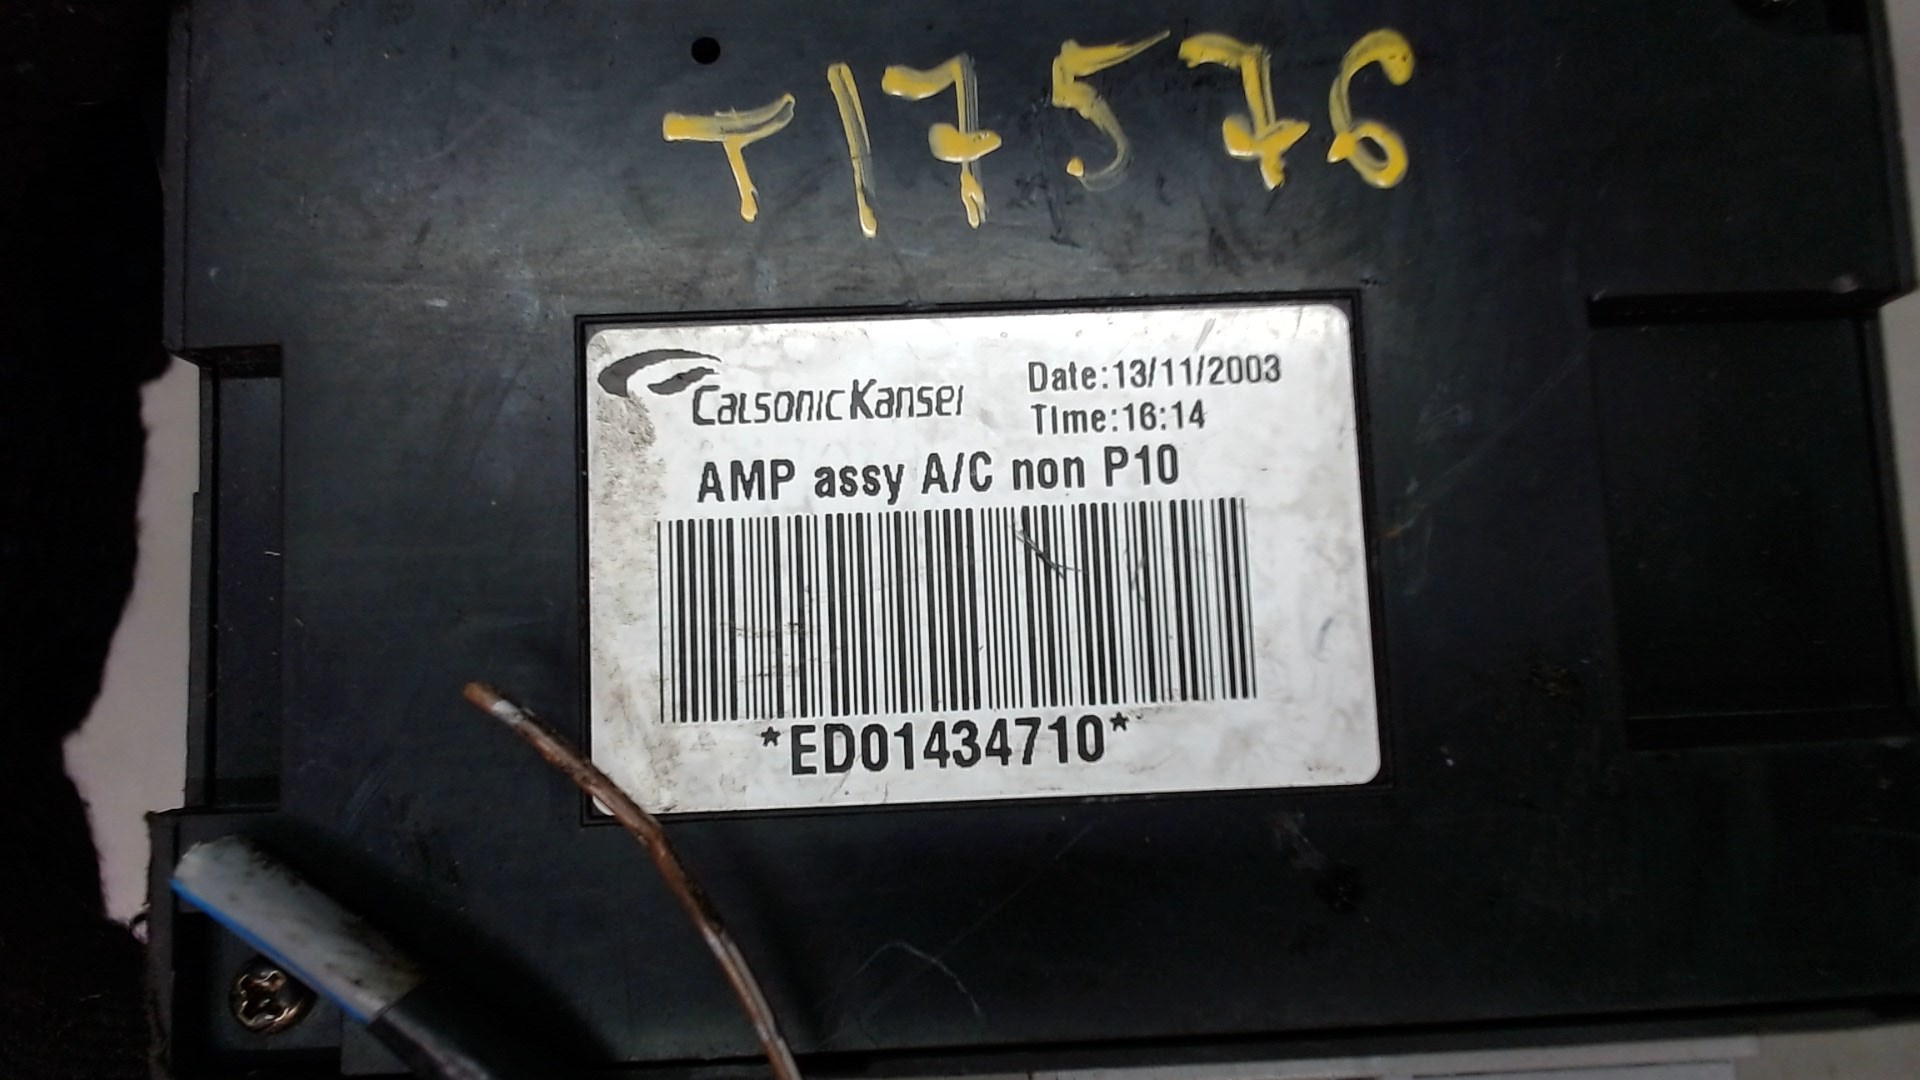 T17576
CalsonicKansei
Date:13/11/2003
Time:16:14
AMP assy A/C non P10
*ED01434710*